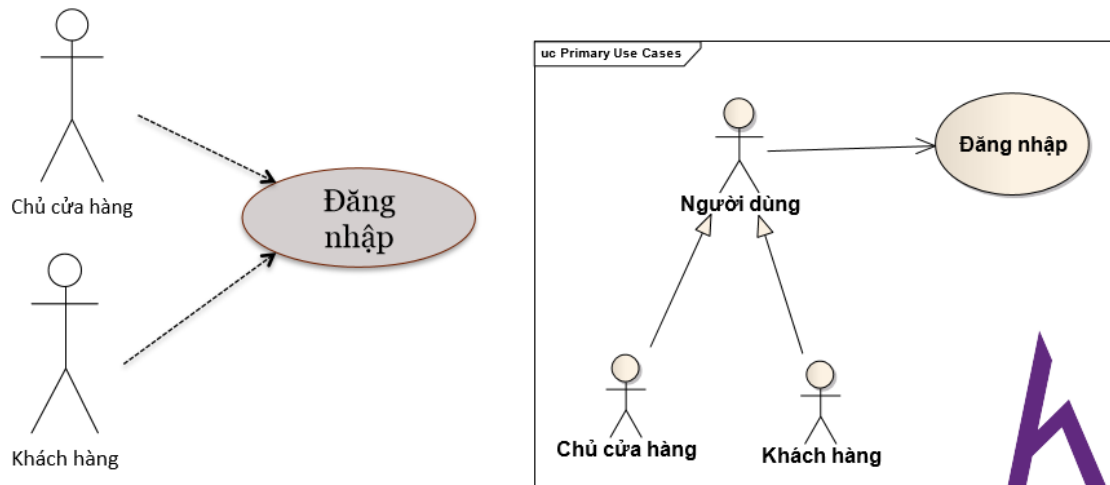 Chủ cửa hàng
Đăng
nhập
Khách hàng
uc Primary Use Cases
Đăng nhập
Người dùng
Chủ cửa hàng
Khách hàng